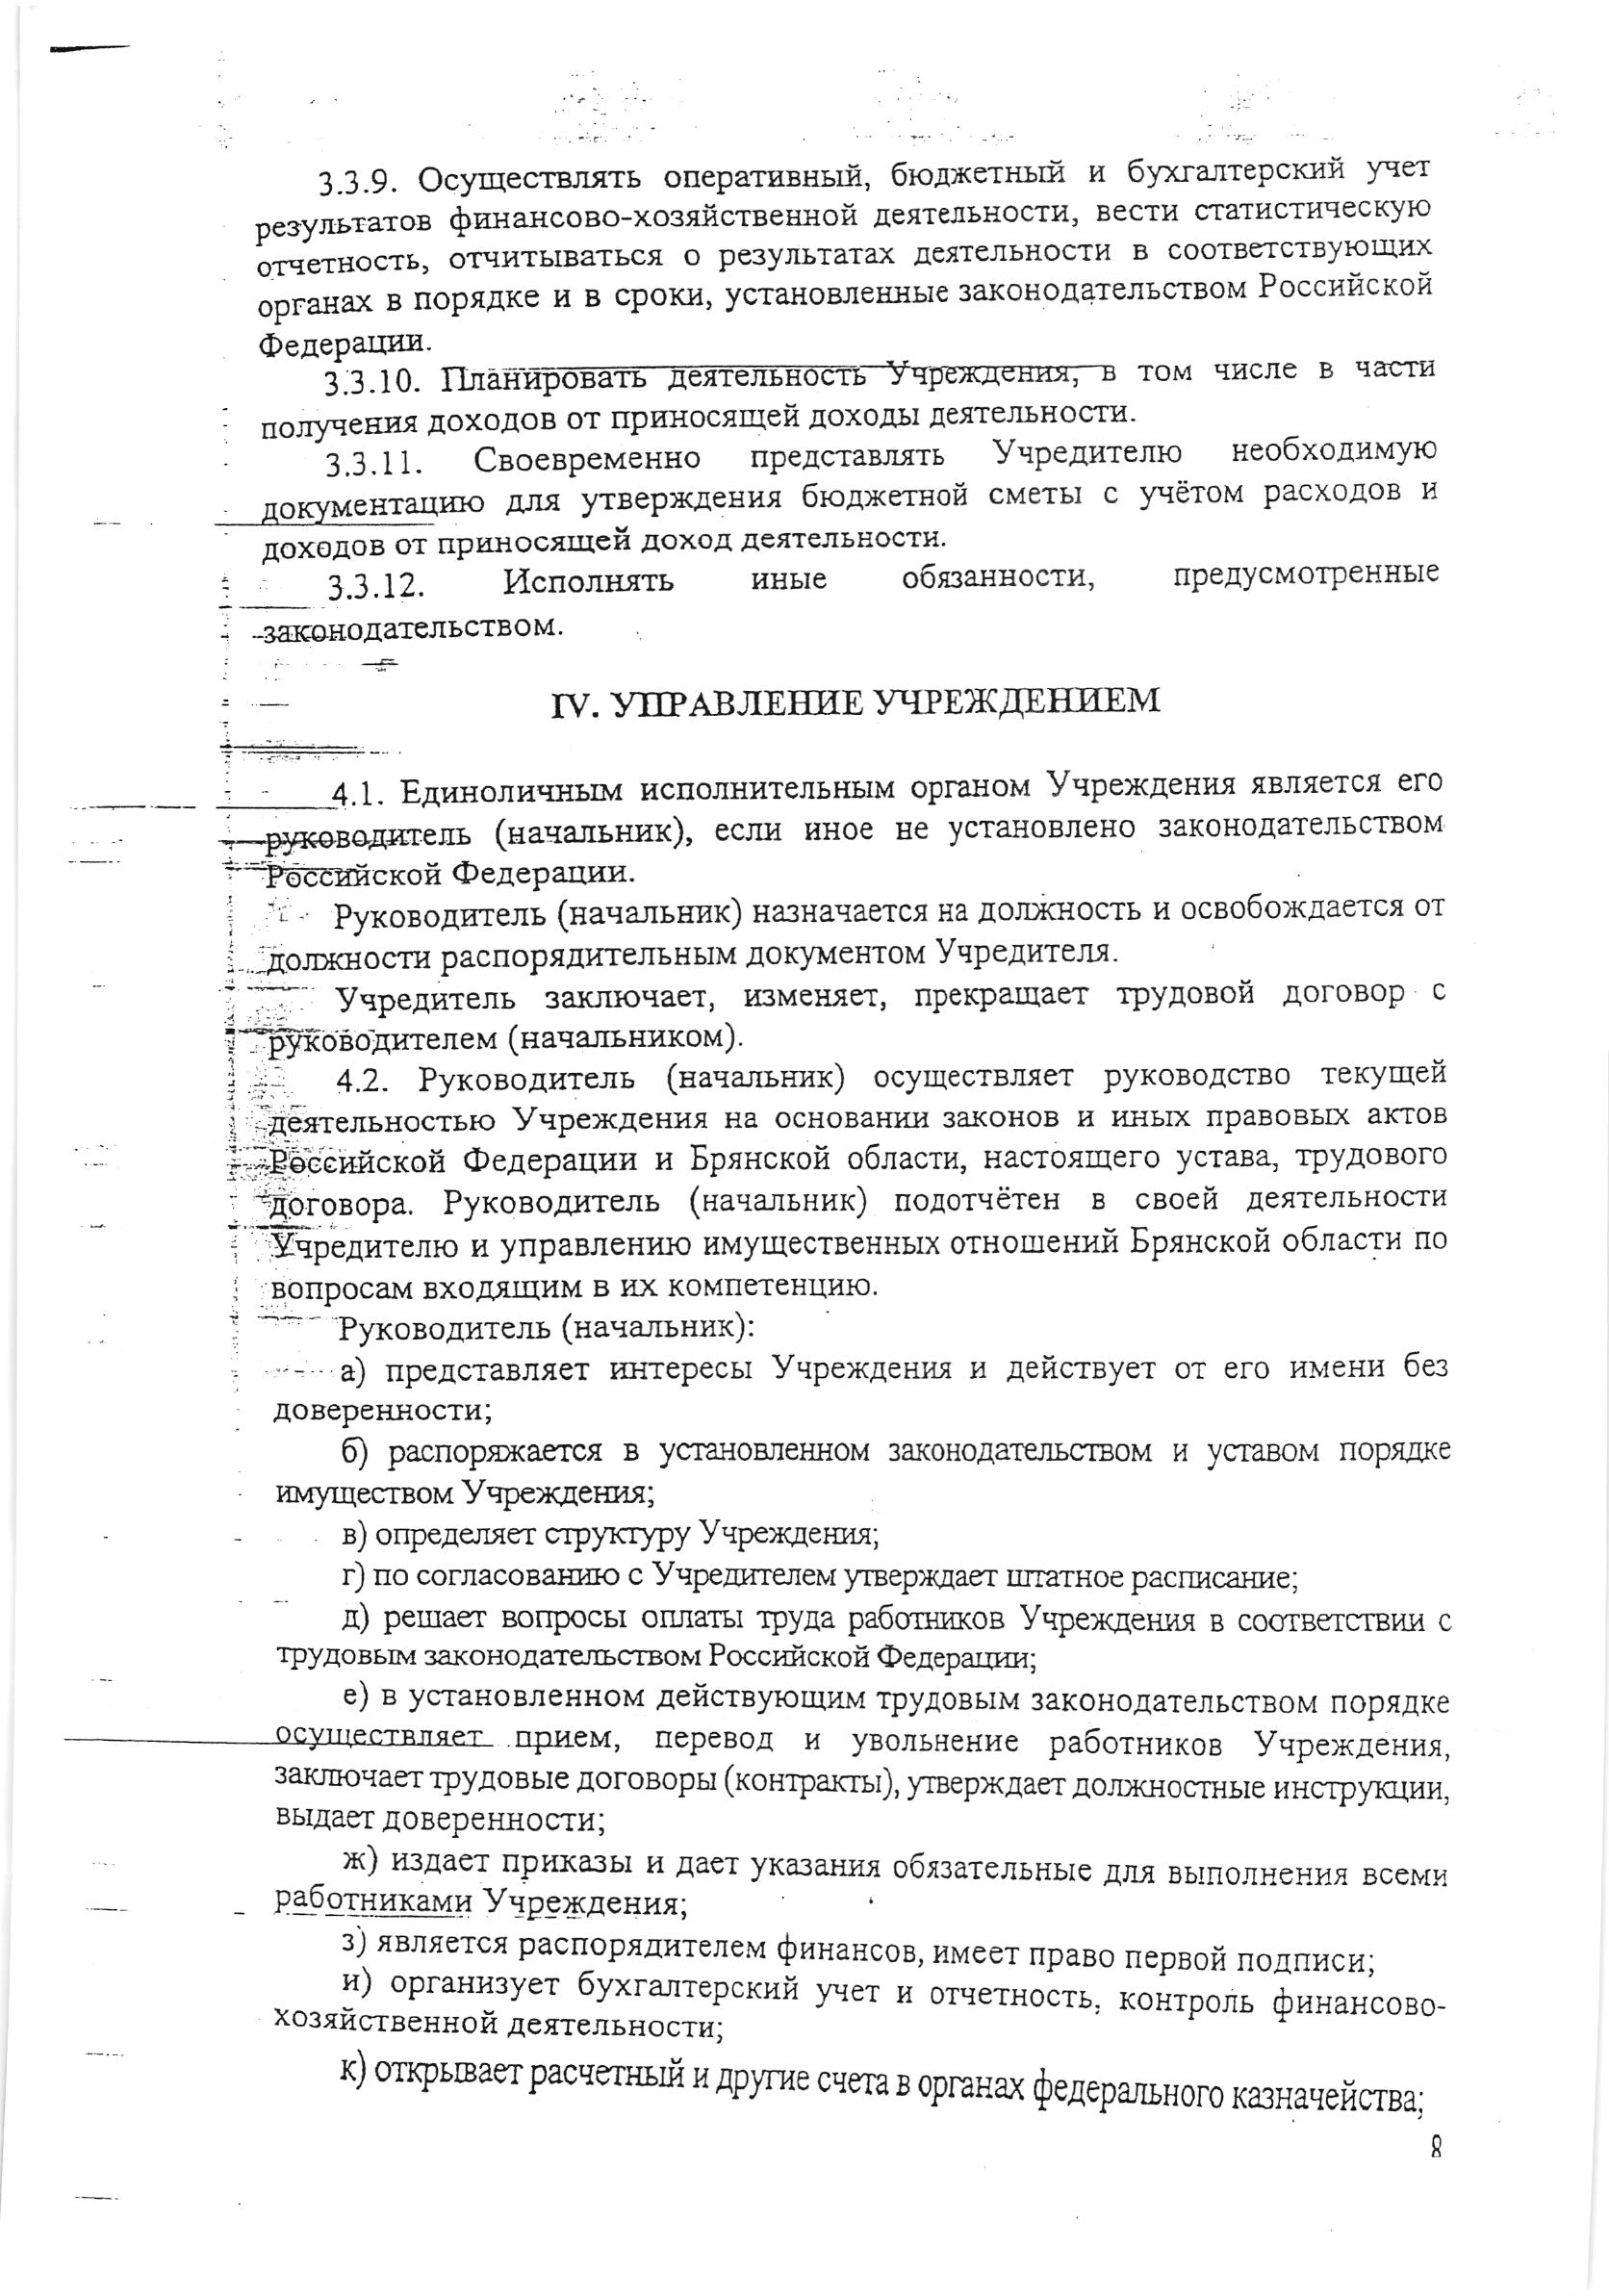 3.3.9. Осуществлять оперативный, бюджетный и бухгалтерский учет
результатов финансово-хозяйственной деятельности, вести статистическую
отчетность, отчитываться о результатах деятельности в соответствующих
органах в порядке и в сроки, установленные законодательством Российской
Федерации.
3.3.10. Планировать деятельность Учреждения, в том числе в части
получения доходов от приносящей доходы деятельности.
3.3.11. Своевременно представлять Учредителю необходимую
документацию для утверждения бюджетной сметы с учётом расходов и
доходов от приносящей доход деятельности.
3.3.12. Исполнять иные обязанности, предусмотренные
законодательством.
IV. УПРАВЛЕНИЕ УЧРЕЖДЕНИЕМ
4.1. Единоличным исполнительным органом Учреждения является его
руководитель (начальник), если иное не установлено законодательством
Российской Федерации.
Руководитель (начальник) назначается на должность и освобождается от
должности распорядительным документом Учредителя.
Учредитель заключает, изменяет, прекращает трудовой договор с
руководителем (начальником).
4.2. Руководитель (начальник) осуществляет руководство текущей
деятельностью Учреждения на основании законов и иных правовых актов
Российской Федерации и Брянской области, настоящего устава, трудового
договора. Руководитель (начальник) подотчётен в своей деятельности
Учредителю и управлению имущественных отношений Брянской области по
вопросам входящим в их компетенцию.
Руководитель (начальник):
а) представляет интересы Учреждения и действует от его имени без
доверенности;
б) распоряжается в установленном законодательством и уставом порядке
имуществом Учреждения;
в) определяет структуру Учреждения;
г) по согласованию с Учредителем утверждает штатное расписание;
д) решает вопросы оплаты труда работников Учреждения в соответствии с
трудовым законодательством Российской Федерации;
е) в установленном действующим трудовым законодательством порядке
осуществляет прием, перевод и увольнение работников Учреждения,
заключает трудовые договоры (контракты), утверждает должностные инструкции,
выдает доверенности;
ж) издает приказы и дает указания обязательные для выполнения всеми
работниками Учреждения;
з) является распорядителем финансов, имеет право первой подписи;
и) организует бухгалтерский учет и отчетность, контроль финансово-
хозяйственной деятельности;
к) открывает расчетный и другие счета в органах федерального казначейства;
8